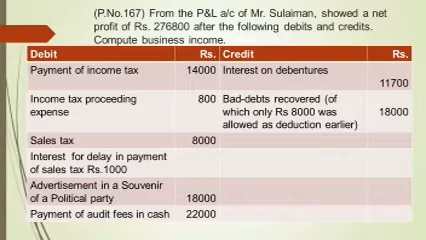 (P.No.167) From the P&L a/c of Mr. Sulaiman, showed a net
profit of Rs. 276800 after the following debits and credits.
Compute business income.
Debit Rs. Credit Rs.
Payment of income tax 14000 Interest on debentures
11700
Income tax proceeding 800 Bad-debts recovered (of
expense which only Rs 8000 was 18000
allowed as deduction earlier)
Sales tax 8000
Interest for delay in payment
of sales tax Rs.1000
Advertisement in a Souvenir
of a Political party 18000
Payment of audit fees in cash 22000